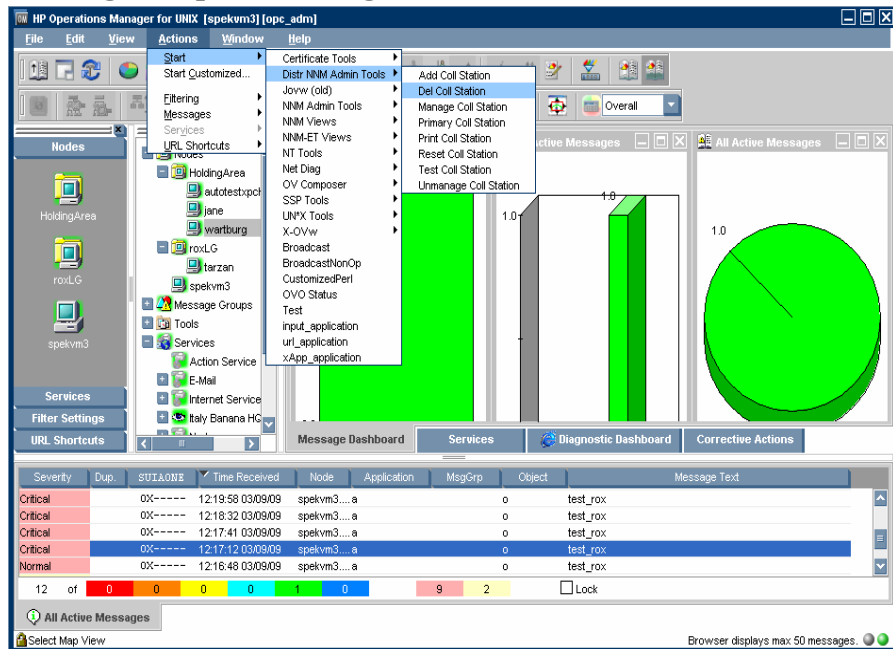 HP Operations Manager for UNIX [spekvm3] [opc_adm]
File Edit View Actions Window Help
Start
Start Customized...
Filtering
Messages
Services
URL Shortcuts
Certificate Tools
Distr NNM Admin Tools
Jovw (old)
NNM Admin Tools
NNM Views
NNM-ET Views
NT Tools
Net Diag
OV Composer
SSP Tools
UN*X Tools
X-OVw
Broadcast
BroadcastNonOp
CustomizedPerl
OVO Status
Test
input_application
url_application
xApp_application
Add Coll Station
Del Coll Station
Manage Coll Station
Primary Coll Station
Print Coll Station
Reset Coll Station
Test Coll Station
Unmanage Coll Station
Overall
Nodes
HoldingArea
roxLG
spekvm3
Services
Filter Settings
URL Shortcuts
Nodes
HoldingArea
autotestxpch
jane
wartburg
roxLG
tarzan
spekvm3
Message Groups
Tools
Services
Action Service
E-Mail
Internet Service
Italy Banana HQ
Active Messages
1.0
1.0
All Active Messages
1.0
Message Dashboard Services Diagnostic Dashboard Corrective Actions
Severity Dup. SUIAONE Time Received Node Application MsgGrp Object Message Text
Critical 0X----- 12:19:58 03/09/09 spekvm3.... a o test_rox
Critical 0X----- 12:18:32 03/09/09 spekvm3.... a o test_rox
Critical 0X----- 12:17:41 03/09/09 spekvm3.... a o test_rox
Critical 0X----- 12:17:12 03/09/09 spekvm3.... a o test_rox
Normal 0X----- 12:16:48 03/09/09 spekvm3.... a o test_rox
12 of 0 0 0 0 1 0 9 2 Lock
All Active Messages
Select Map View
Browser displays max 50 messages.